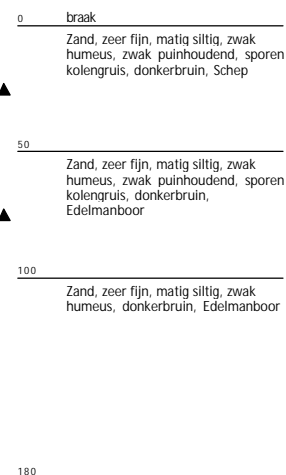 0 braak
Zand, zeer fijn, matig siltig, zwak
humeus, zwak puinhoudend, sporen
kolengruis, donkerbruin, Schep
50
Zand, zeer fijn, matig siltig, zwak
humeus, zwak puinhoudend, sporen
kolengruis, donkerbruin,
Edelmanboor
100
Zand, zeer fijn, matig siltig, zwak
humeus, donkerbruin, Edelmanboor
180